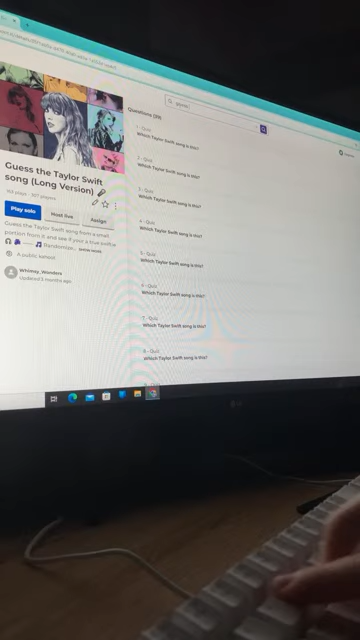 Questions (39)
1 - Quiz
Which Taylor Swift song is this?
2 - Quiz
Which Taylor Swift song is this?
3 - Quiz
Which Taylor Swift song is this?
4 - Quiz
Which Taylor Swift song is this?
5 - Quiz
Which Taylor Swift song is this?
6 - Quiz
Which Taylor Swift song is this?
7 - Quiz
Which Taylor Swift song is this?
8 - Quiz
Which Taylor Swift song is this?
Guess the Taylor Swift
song (Long Version)
Play solo
Host live
Assign
Guess the Taylor Swift song from a small
portion from it and see if your a true swiftie
Randomize...
A public kahoot
Whimsy_Wonders
Updated 3 months ago